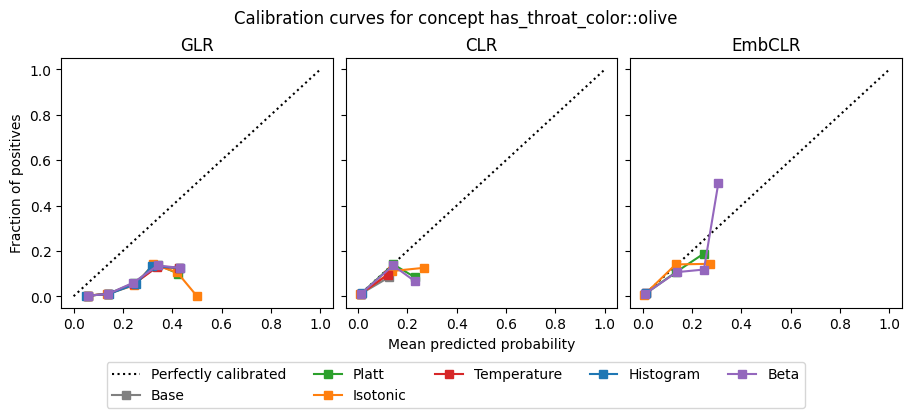 Calibration curves for concept has_throat_color::olive
GLR
CLR
EmbCLR
Fraction of positives
1.0
0.8
0.6
0.4
0.2
0.0
0.0 0.2 0.4 0.6 0.8 1.0
0.0 0.2 0.4 0.6 0.8 1.0
0.0 0.2 0.4 0.6 0.8 1.0
Mean predicted probability
Perfectly calibrated
Base
Platt
Isotonic
Temperature
Histogram
Beta